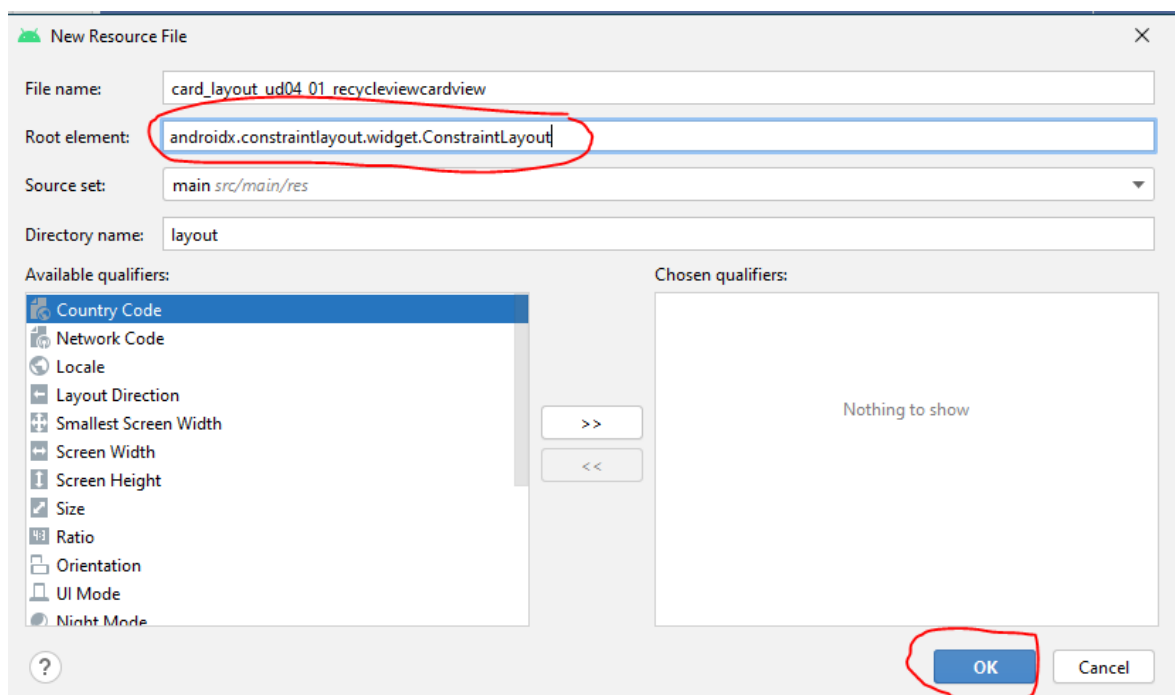 New Resource File
File name: card_layout_ud04_01_recycleviewcardview
Root element: androidx.constraintlayout.widget.ConstraintLayout
Source set: main src/main/res
Directory name: layout
Available qualifiers:
Country Code
Network Code
Locale
Layout Direction
Smallest Screen Width
Screen Width
Screen Height
Size
Ratio
Orientation
UI Mode
Night Mode
>>
<<
Chosen qualifiers:
Nothing to show
?
OK
Cancel